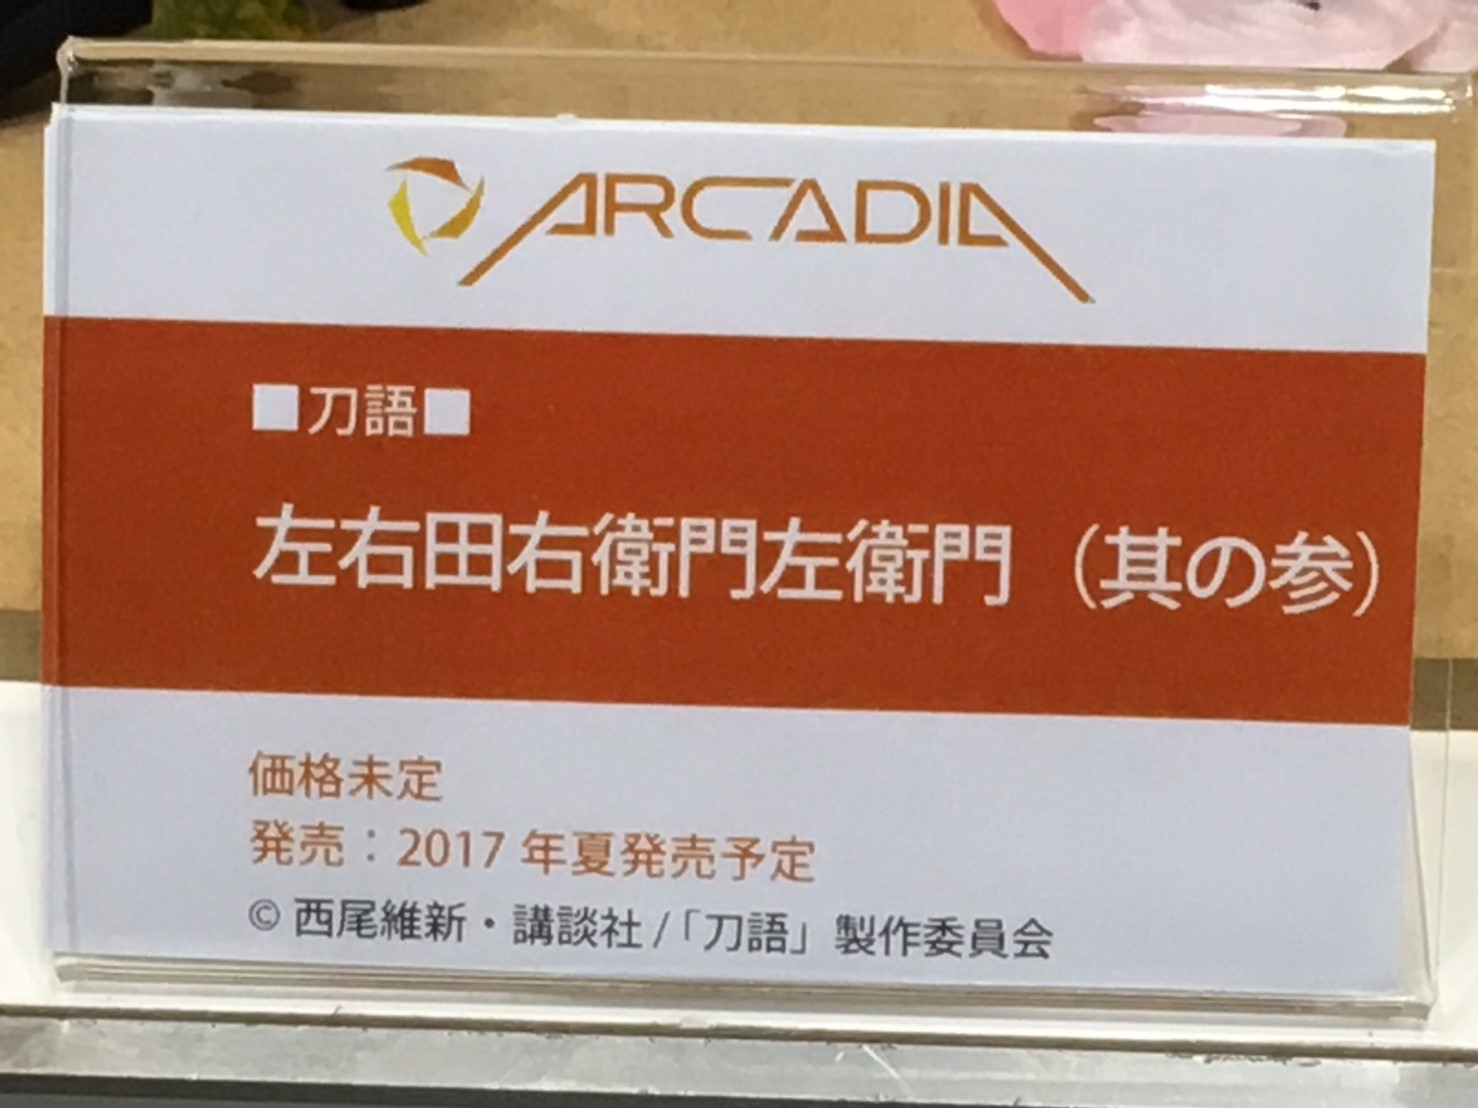 ARCADIA
■刀語■
左右田右衛門左衛門（其の参）
価格未定
発売：2017 年夏発売予定
© 西尾維新・講談社 /「刀語」製作委員会